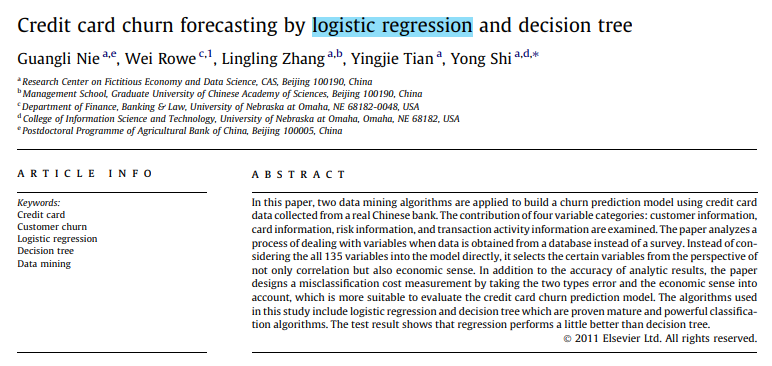 Credit card churn forecasting by logistic regression and decision tree
Guangli Nie a,e, Wei Rowe c,1, Lingling Zhang a,b, Yingjie Tian a, Yong Shi a,d,*
a Research Center on Fictitious Economy and Data Science, CAS, Beijing 100190, China
b Management School, Graduate University of Chinese Academy of Sciences, Beijing 100190, China
c Department of Finance, Banking & Law, University of Nebraska at Omaha, NE 68182-0048, USA
d College of Information Science and Technology, University of Nebraska at Omaha, Omaha, NE 68182, USA
e Postdoctoral Programme of Agricultural Bank of China, Beijing 100005, China
ARTICLE INFO
Keywords:
Credit card
Customer churn
Logistic regression
Decision tree
Data mining
ABSTRACT
In this paper, two data mining algorithms are applied to build a churn prediction model using credit card
data collected from a real Chinese bank. The contribution of four variable categories: customer information,
card information, risk information, and transaction activity information are examined. The paper analyzes a
process of dealing with variables when data is obtained from a database instead of a survey. Instead of con-
sidering the all 135 variables into the model directly, it selects the certain variables from the perspective of
not only correlation but also economic sense. In addition to the accuracy of analytic results, the paper
designs a misclassification cost measurement by taking the two types error and the economic sense into
account, which is more suitable to evaluate the credit card churn prediction model. The algorithms used
in this study include logistic regression and decision tree which are proven mature and powerful classifica-
tion algorithms. The test result shows that regression performs a little better than decision tree.
© 2011 Elsevier Ltd. All rights reserved.